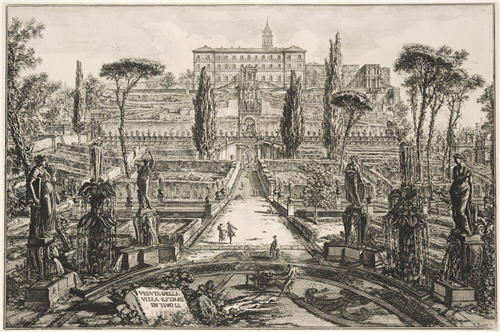 VEDUTA DELLA
VILLA ESTENSE
IN TIVOLI